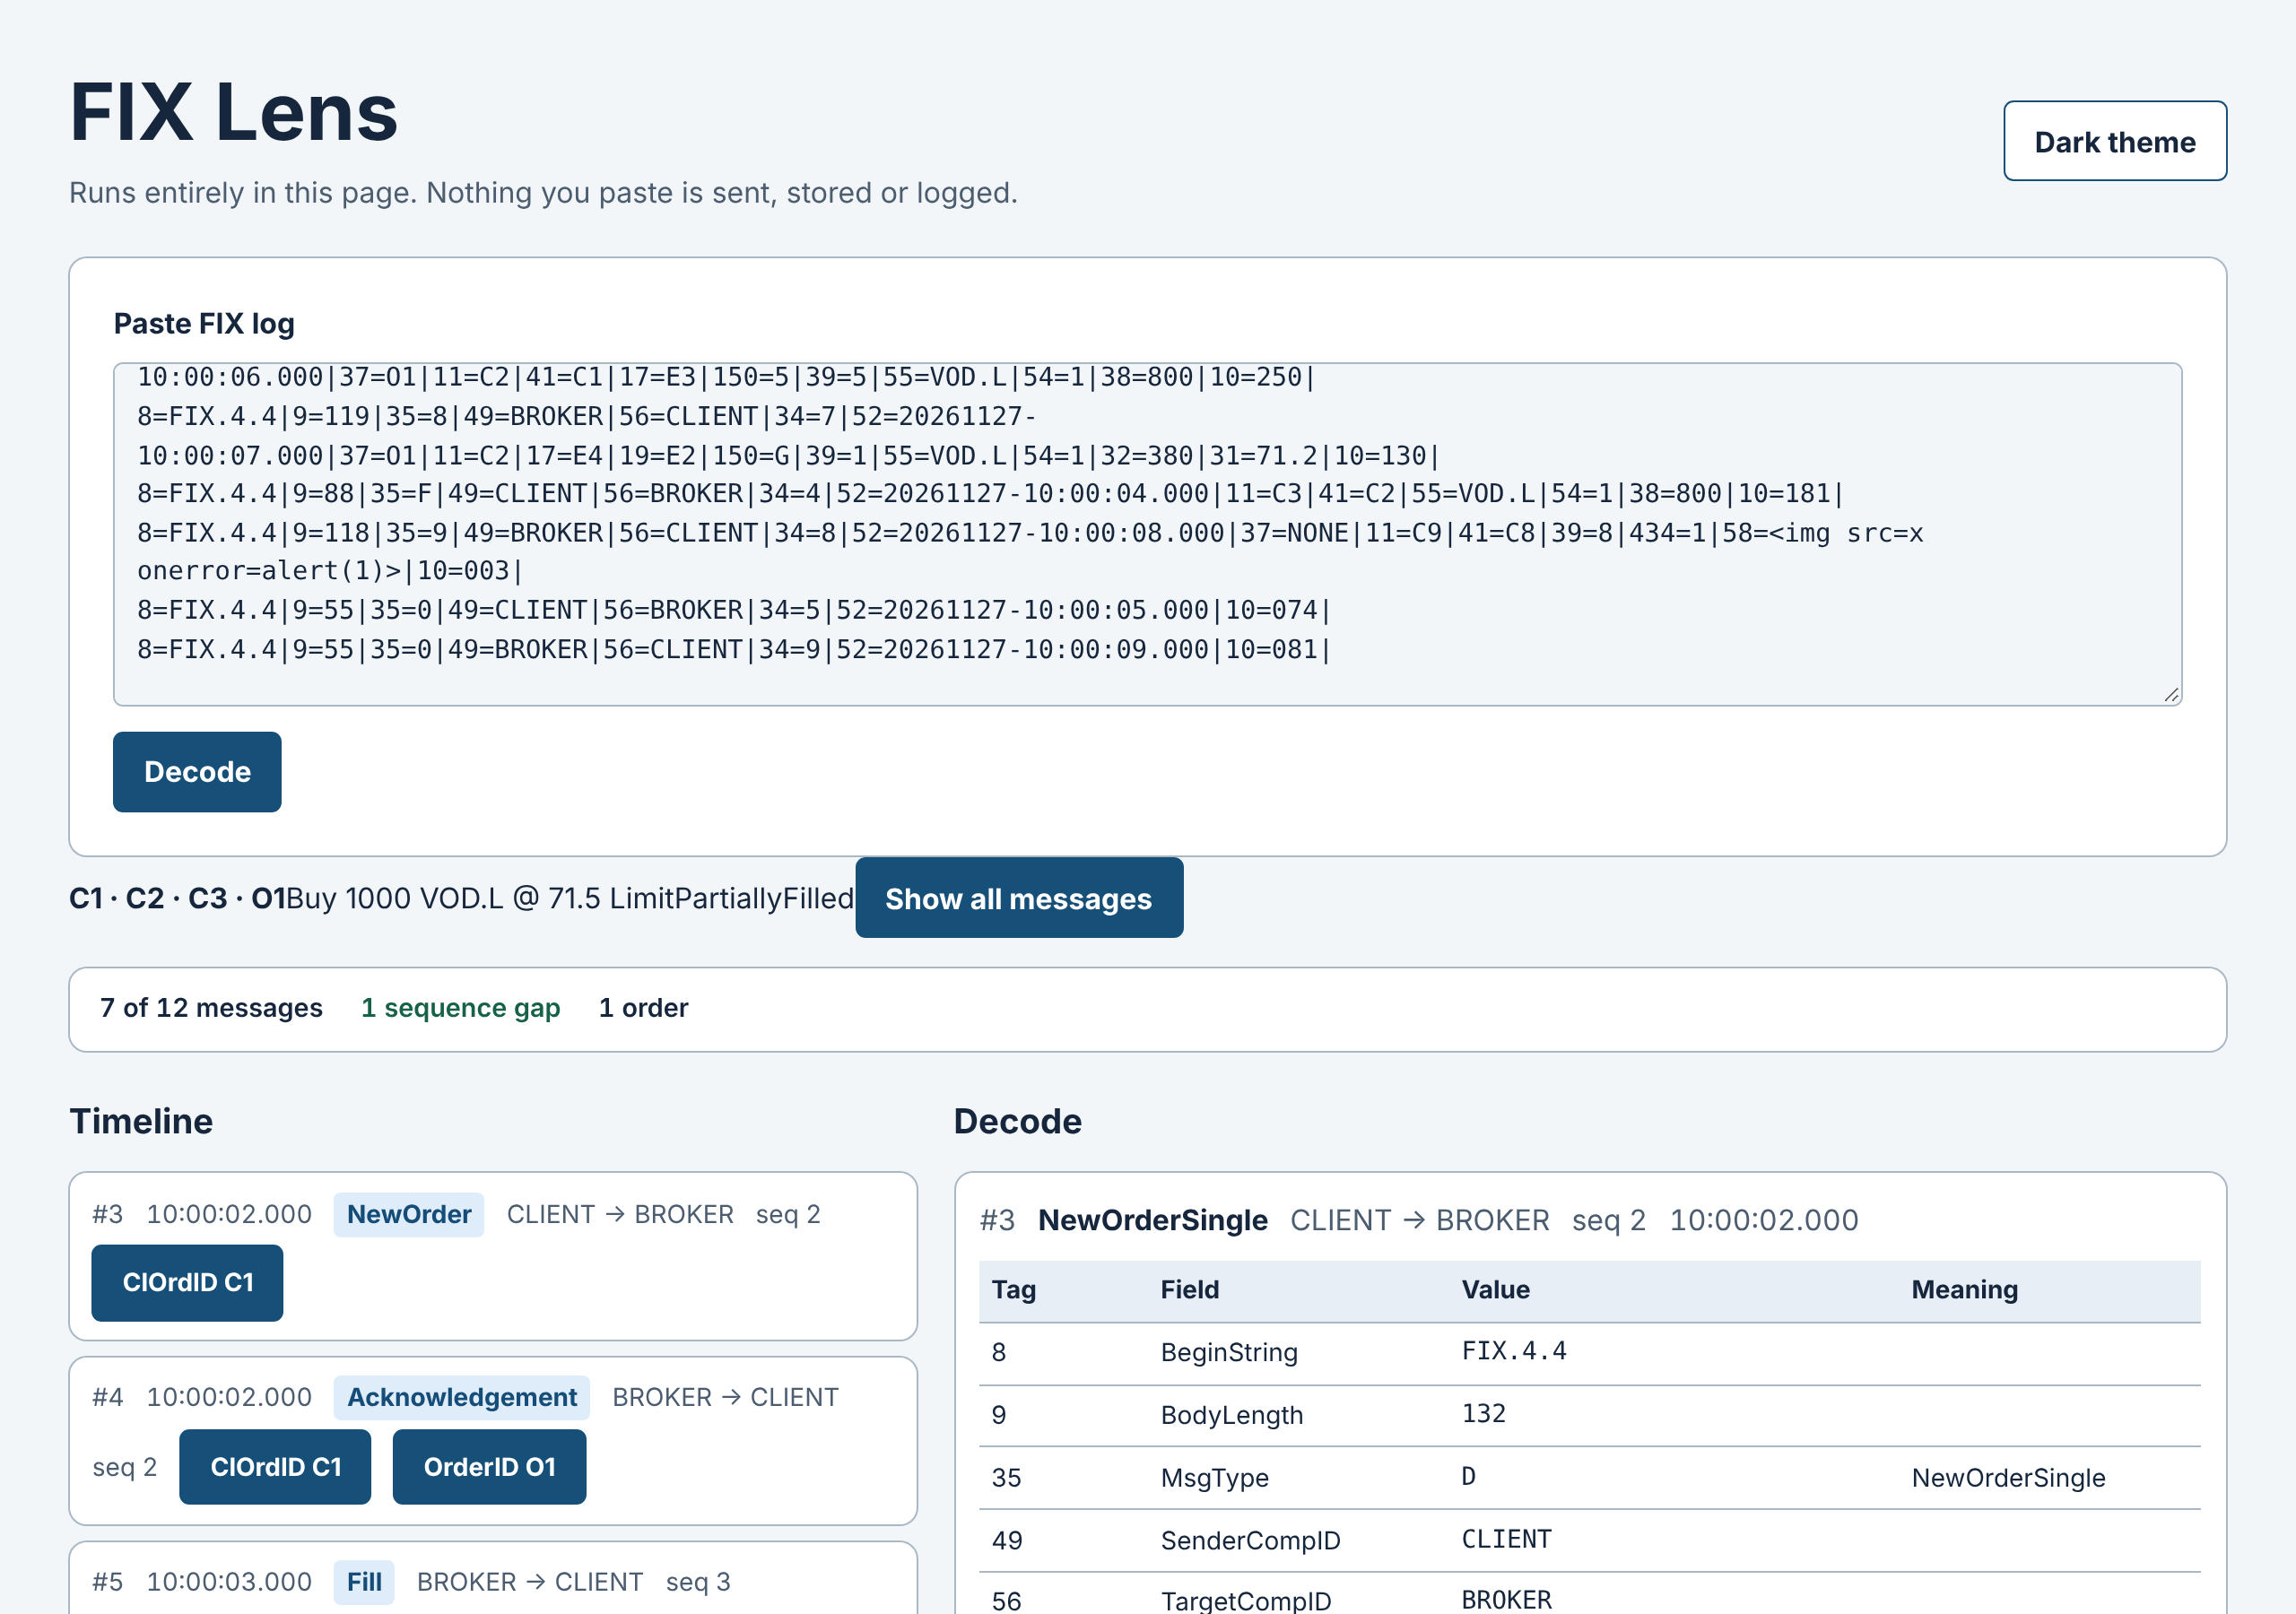 FIX Lens
Dark theme
Runs entirely in this page. Nothing you paste is sent, stored or logged.
Paste FIX log
10:00:06.000|37=O1|11=C2|41=C1|17=E3|150=5|39=5|55=VOD.L|54=1|38=800|10=250|
8=FIX.4.4|9=119|35=8|49=BROKER|56=CLIENT|34=7|52=20261127-
10:00:07.000|37=O1|11=C2|17=E4|19=E2|150=G|39=1|55=VOD.L|54=1|32=380|31=71.2|10=130|
8=FIX.4.4|9=88|35=F|49=CLIENT|56=BROKER|34=4|52=20261127-10:00:04.000|11=C3|41=C2|55=VOD.L|54=1|38=800|10=181|
8=FIX.4.4|9=118|35=9|49=BROKER|56=CLIENT|34=8|52=20261127-10:00:08.000|37=NONE|11=C9|41=C8|39=8|434=1|58=<img src=x
onerror=alert(1)>|10=003|
8=FIX.4.4|9=55|35=0|49=CLIENT|56=BROKER|34=5|52=20261127-10:00:05.000|10=074|
8=FIX.4.4|9=55|35=0|49=BROKER|56=CLIENT|34=9|52=20261127-10:00:09.000|10=081|
Decode
C1 · C2 · C3 · O1Buy 1000 VOD.L @ 71.5 LimitPartiallyFilled Show all messages
7 of 12 messages 1 sequence gap 1 order
Timeline
#3 10:00:02.000 NewOrder CLIENT → BROKER seq 2
ClOrdID C1
#4 10:00:02.000 Acknowledgement BROKER → CLIENT
seq 2 ClOrdID C1 OrderID O1
#5 10:00:03.000 Fill BROKER → CLIENT seq 3
Decode
#3 NewOrderSingle CLIENT → BROKER seq 2 10:00:02.000
Tag Field Value Meaning
8 BeginString FIX.4.4
9 BodyLength 132
35 MsgType D NewOrderSingle
49 SenderCompID CLIENT
56 TargetCompID BROKER